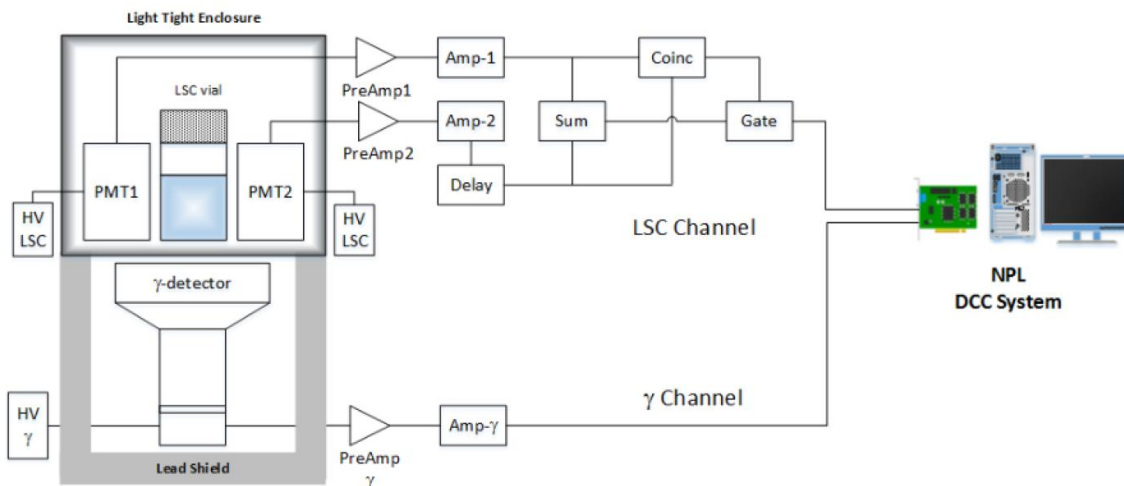 Light Tight Enclosure
LSC vial
PMT1
PMT2
HV
LSC
HV
LSC
PreAmp1
PreAmp2
Amp-1
Amp-2
Delay
Sum
Coinc
Gate
LSC Channel
NPL
DCC System
γ-detector
HV
γ
Lead Shield
PreAmp
γ
Amp-γ
γ Channel